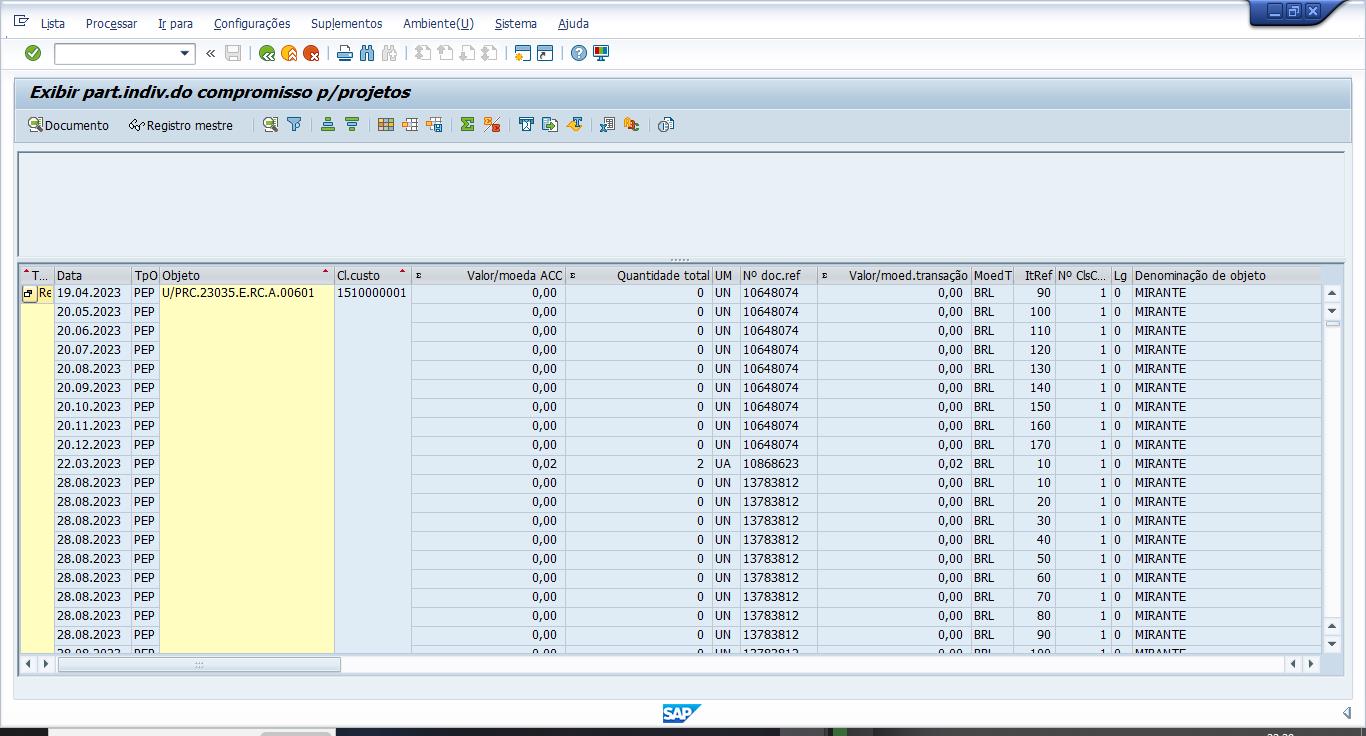 Lista Processar Ir para Configurações Suplementos Ambiente(U) Sistema Ajuda
Exibir part.indiv.do compromisso p/projetos
Documento Registro mestre
T... Data TpO Objeto Cl.custo Σ Valor/moeda ACC Σ Quantidade total UM Nº doc.ref Σ Valor/moed.transação MoedT ItRef Nº ClsC... Lg Denominação de objeto
Re 19.04.2023 PEP U/PRC.23035.E.RC.A.00601 1510000001 0,00 0 UN 10648074 0,00 BRL 90 1 0 MIRANTE
20.05.2023 PEP 0,00 0 UN 10648074 0,00 BRL 100 1 0 MIRANTE
20.06.2023 PEP 0,00 0 UN 10648074 0,00 BRL 110 1 0 MIRANTE
20.07.2023 PEP 0,00 0 UN 10648074 0,00 BRL 120 1 0 MIRANTE
20.08.2023 PEP 0,00 0 UN 10648074 0,00 BRL 130 1 0 MIRANTE
20.09.2023 PEP 0,00 0 UN 10648074 0,00 BRL 140 1 0 MIRANTE
20.10.2023 PEP 0,00 0 UN 10648074 0,00 BRL 150 1 0 MIRANTE
20.11.2023 PEP 0,00 0 UN 10648074 0,00 BRL 160 1 0 MIRANTE
20.12.2023 PEP 0,00 0 UN 10648074 0,00 BRL 170 1 0 MIRANTE
22.03.2023 PEP 0,02 2 UA 10868623 0,02 BRL 10 1 0 MIRANTE
28.08.2023 PEP 0,00 0 UN 13783812 0,00 BRL 10 1 0 MIRANTE
28.08.2023 PEP 0,00 0 UN 13783812 0,00 BRL 20 1 0 MIRANTE
28.08.2023 PEP 0,00 0 UN 13783812 0,00 BRL 30 1 0 MIRANTE
28.08.2023 PEP 0,00 0 UN 13783812 0,00 BRL 40 1 0 MIRANTE
28.08.2023 PEP 0,00 0 UN 13783812 0,00 BRL 50 1 0 MIRANTE
28.08.2023 PEP 0,00 0 UN 13783812 0,00 BRL 60 1 0 MIRANTE
28.08.2023 PEP 0,00 0 UN 13783812 0,00 BRL 70 1 0 MIRANTE
28.08.2023 PEP 0,00 0 UN 13783812 0,00 BRL 80 1 0 MIRANTE
28.08.2023 PEP 0,00 0 UN 13783812 0,00 BRL 90 1 0 MIRANTE
28.08.2023 PEP 0,00 0 UN 13783812 0,00 BRL 100 1 0 MIRANTE
SAP